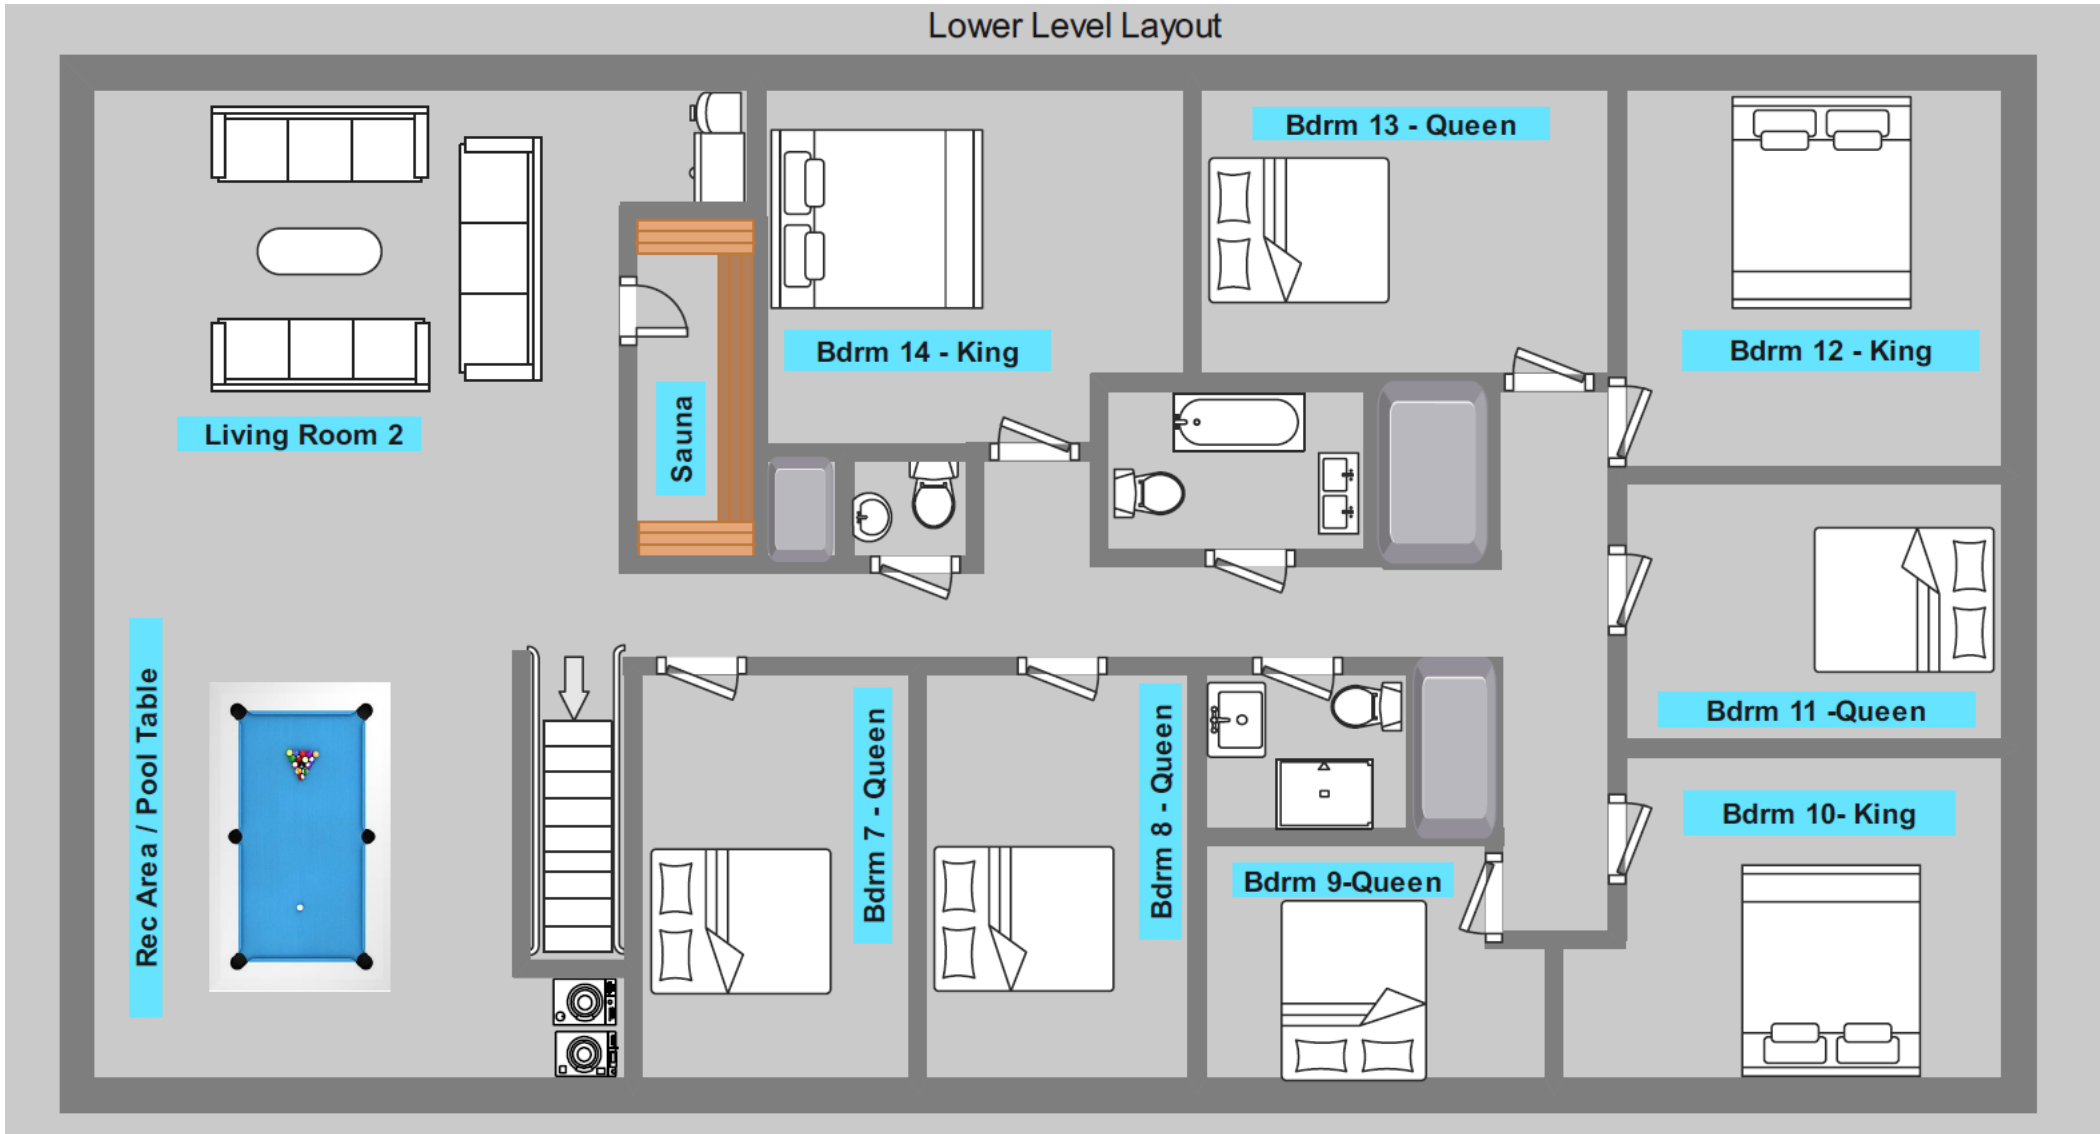 Lower Level Layout
Bdrm 13 - Queen
Bdrm 14 - King
Bdrm 12 - King
Living Room 2
Sauna
Rec Area / Pool Table
Bdrm 7 - Queen
Bdrm 8 - Queen
Bdrm 11 -Queen
Bdrm 10- King
Bdrm 9-Queen